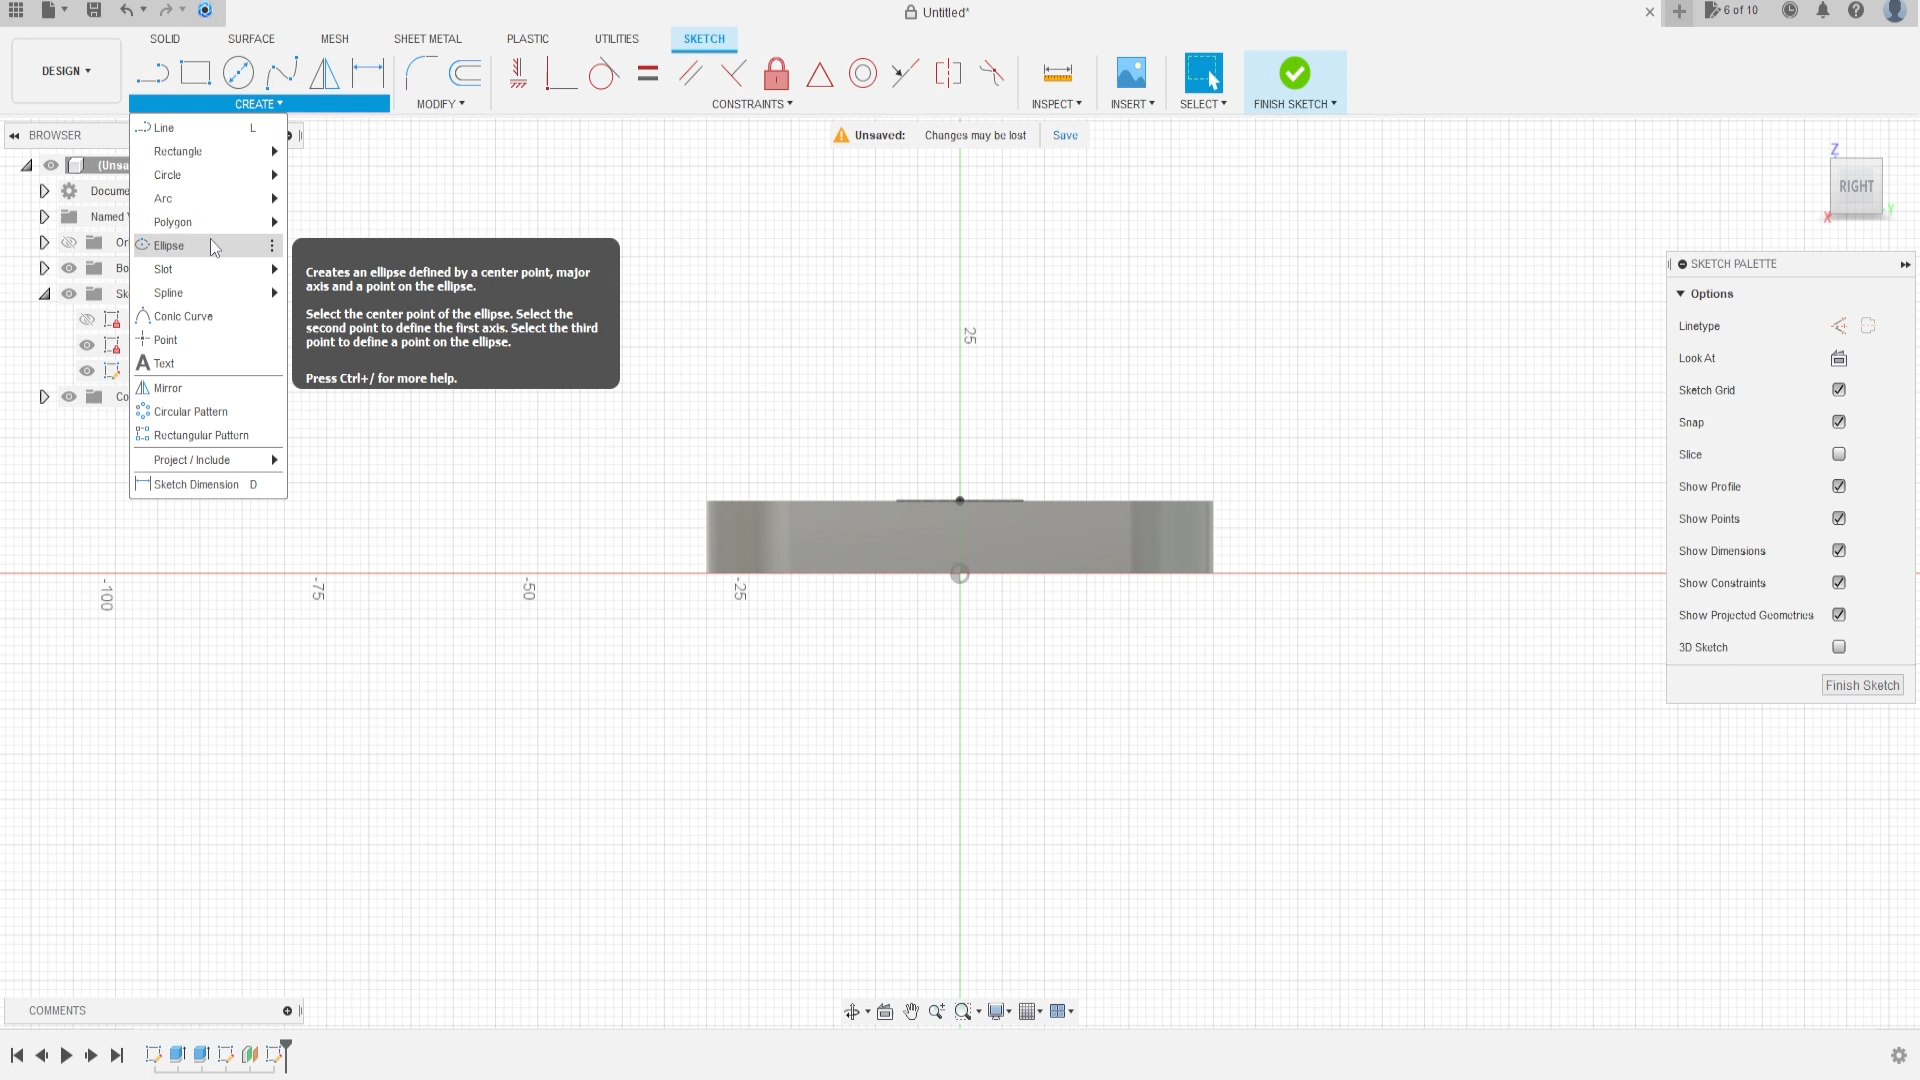 Untitled*
6 of 10
SOLID
SURFACE
MESH
SHEET METAL
PLASTIC
UTILITIES
SKETCH
DESIGN
CREATE
MODIFY
CONSTRAINTS
INSPECT
INSERT
SELECT
FINISH SKETCH
BROWSER
Line L
Rectangle
Circle
Arc
Polygon
Ellipse
Slot
Spline
Conic Curve
Point
Text
Mirror
Circular Pattern
Rectangular Pattern
Project / Include
Sketch Dimension D
(Unsa
Docume
Named
Or
Bo
Sk
Co
Creates an ellipse defined by a center point, major
axis and a point on the ellipse.
Select the center point of the ellipse. Select the
second point to define the first axis. Select the third
point to define a point on the ellipse.
Press Ctrl+/ for more help.
Unsaved: Changes may be lost Save
Z
RIGHT
X
Y
25
-100
-75
-50
-25
SKETCH PALETTE
Options
Linetype
Look At
Sketch Grid
Snap
Slice
Show Profile
Show Points
Show Dimensions
Show Constraints
Show Projected Geometries
3D Sketch
Finish Sketch
COMMENTS